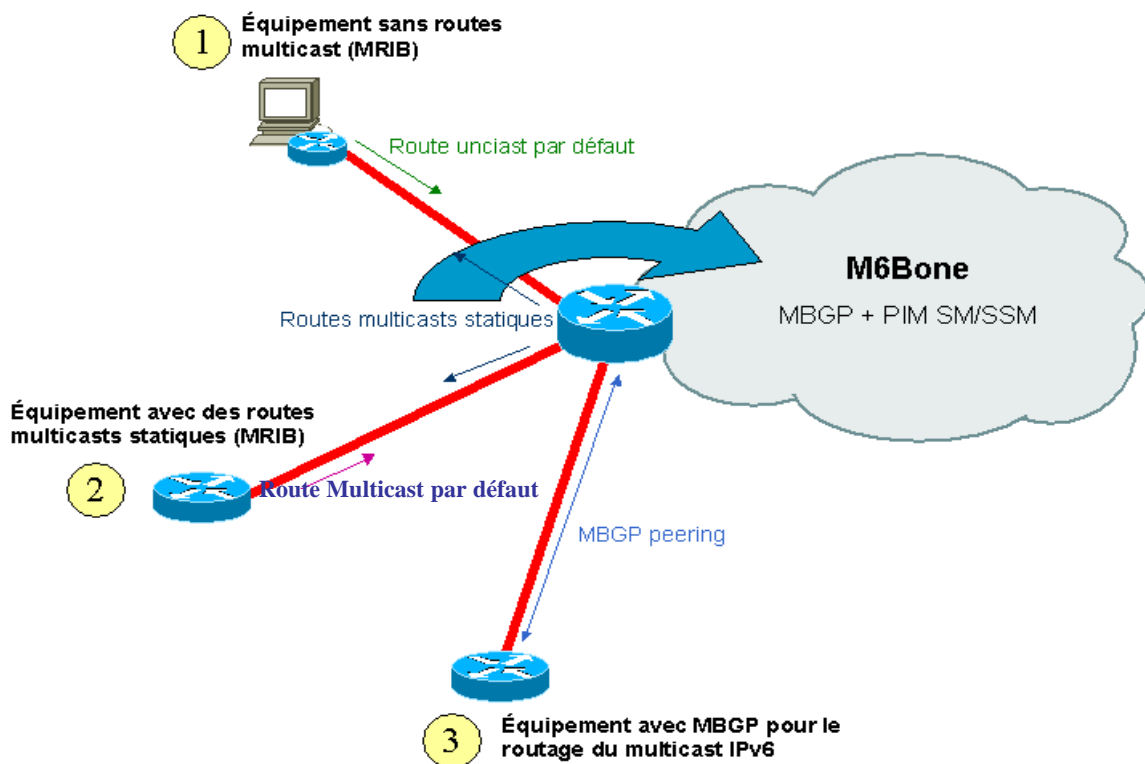 1
Équipement sans routes
multicast (MRIB)
Route unciast par défaut
M6Bone
MBGP + PIM SM/SSM
Routes multicasts statiques
Équipement avec des routes
multicasts statiques (MRIB)
2
Route Multicast par défaut
MBGP peering
3
Équipement avec MBGP pour le
routage du multicast IPv6